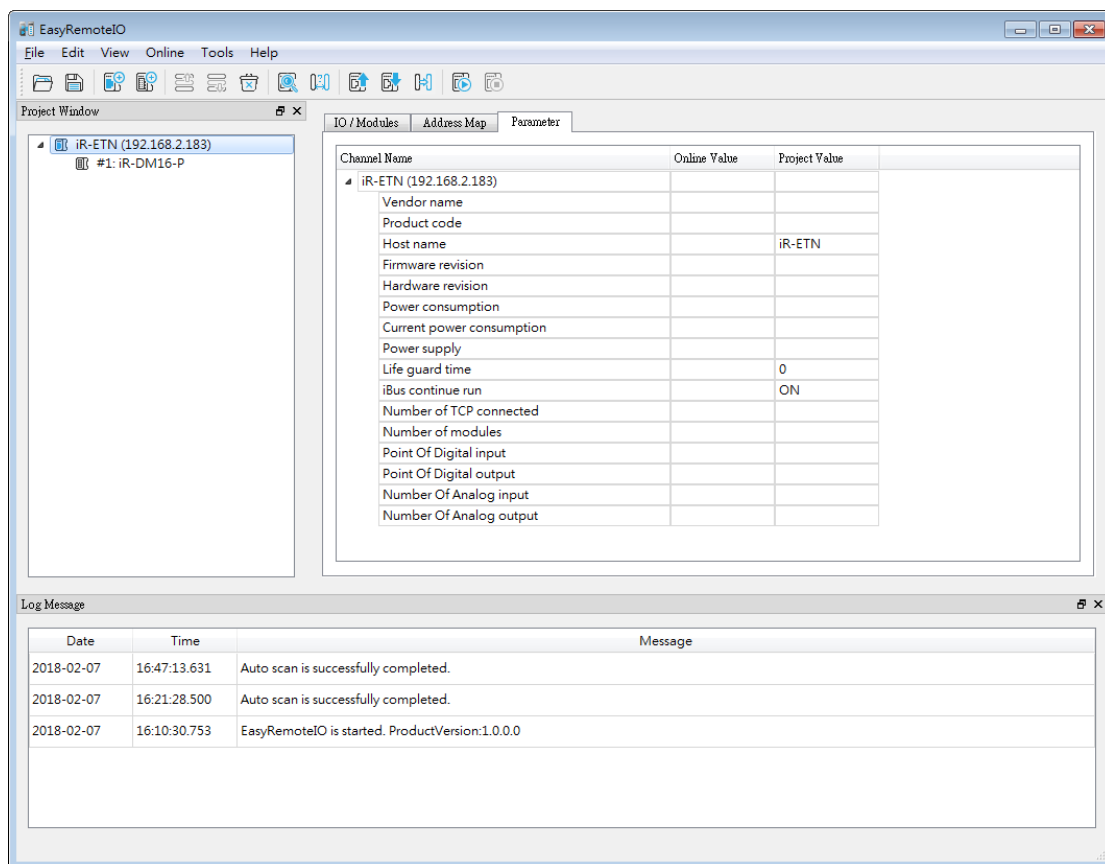 EasyRemoteIO
File Edit View Online Tools Help
Project Window
iR-ETN (192.168.2.183)
#1: iR-DM16-P
IO / Modules Address Map Parameter
Channel Name Online Value Project Value
iR-ETN (192.168.2.183)
Vendor name
Product code
Host name iR-ETN
Firmware revision
Hardware revision
Power consumption
Current power consumption
Power supply
Life guard time 0
iBus continue run ON
Number of TCP connected
Number of modules
Point Of Digital input
Point Of Digital output
Number Of Analog input
Number Of Analog output
Log Message
Date Time Message
2018-02-07 16:47:13.631 Auto scan is successfully completed.
2018-02-07 16:21:28.500 Auto scan is successfully completed.
2018-02-07 16:10:30.753 EasyRemoteIO is started. ProductVersion:1.0.0.0